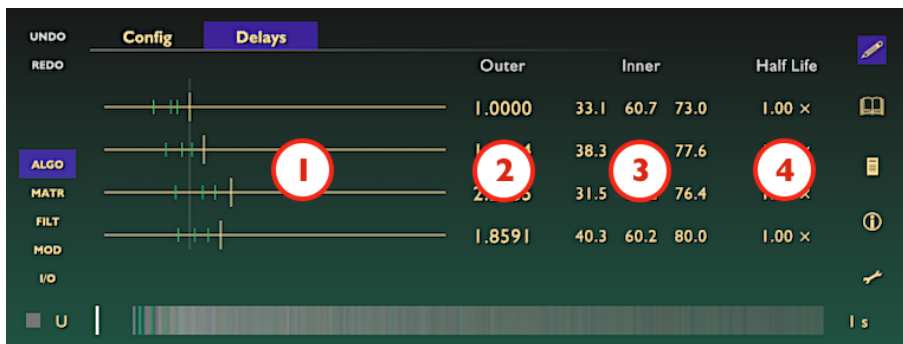 UNDO Config Delays
REDO Outer Inner Half Life
1.0000 33.1 60.7 73.0 1.00 ×
ALGO 38.3 77.6
1 2 3 4
MATR 31.5 76.4
FILT
1.8591 40.3 60.2 80.0 1.00 ×
MOD
I/O
U 1 s